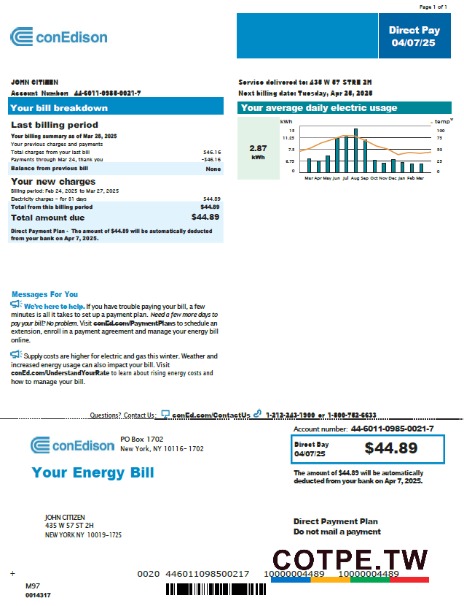 Page 1 of 1
conEdison
Direct Pay
04/07/25
JOHN CITIZEN
Account Number: 44-6011-0985-0021-7
Service delivered to: 435 W 57 STRE 2H
Next billing date: Tuesday, Apr 26, 2025
Your bill breakdown
Your average daily electric usage
Last billing period
Your billing summary as of Mar 26, 2025
Your previous charges and payments
Total charges from your last bill $46.16
Payments through Mar 24, thank you -$46.16
Balance from previous bill None
Your new charges
Billing period: Feb 24, 2025 to Mar 27, 2025
Electricity charges - for 31 days $44.89
Total from this billing period $44.89
Total amount due $44.89
Direct Payment Plan - The amount of $44.89 will be automatically deducted
from your bank on Apr 7, 2025.
2.87
kWh
kWh
temp°
15
11.25
3.75
0
100
75
50
25
0
Mar Apr May Jun Jul Aug Sep Oct Nov Dec Jan Feb Mar
Messages For You
We're here to help. If you have trouble paying your bill, a few
minutes is all it takes to set up a payment plan. Need a few more days to
pay your bill? No problem. Visit conEd.com/PaymentPlans to schedule an
extension, enroll in a payment agreement and manage your energy bill
online.
Supply costs are higher for electric and gas this winter. Weather and
increased energy usage can also impact your bill. Visit
conEd.com/UnderstandYourRate to learn about rising energy costs and
how to manage your bill.
Questions? Contact Us: conEd.com/ContactUs 1-212-243-1900 or 1-800-752-6633
conEdison
PO Box 1702
New York, NY 10116-1702
Account number: 44-6011-0985-0021-7
Direct Day
04/07/25
$44.89
Your Energy Bill
The amount of $44.89 will be automatically
deducted from your bank on Apr 7, 2025.
JOHN CITIZEN
435 W 57 ST 2H
NEW YORK NY 10019-1725
Direct Payment Plan
Do not mail a payment
COTPE.TW
+
0020 446011098500217 10000004489 10000004489
M97
0014317